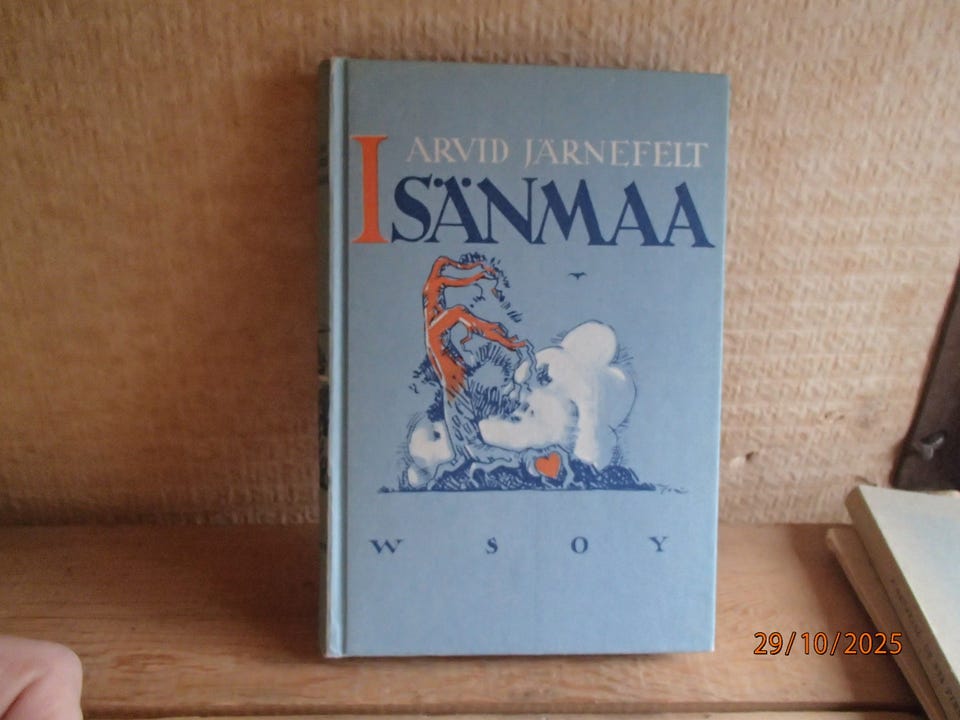 ARVID JÄRNEFELT
ISÄNMAA
W S O Y
29/10/2025